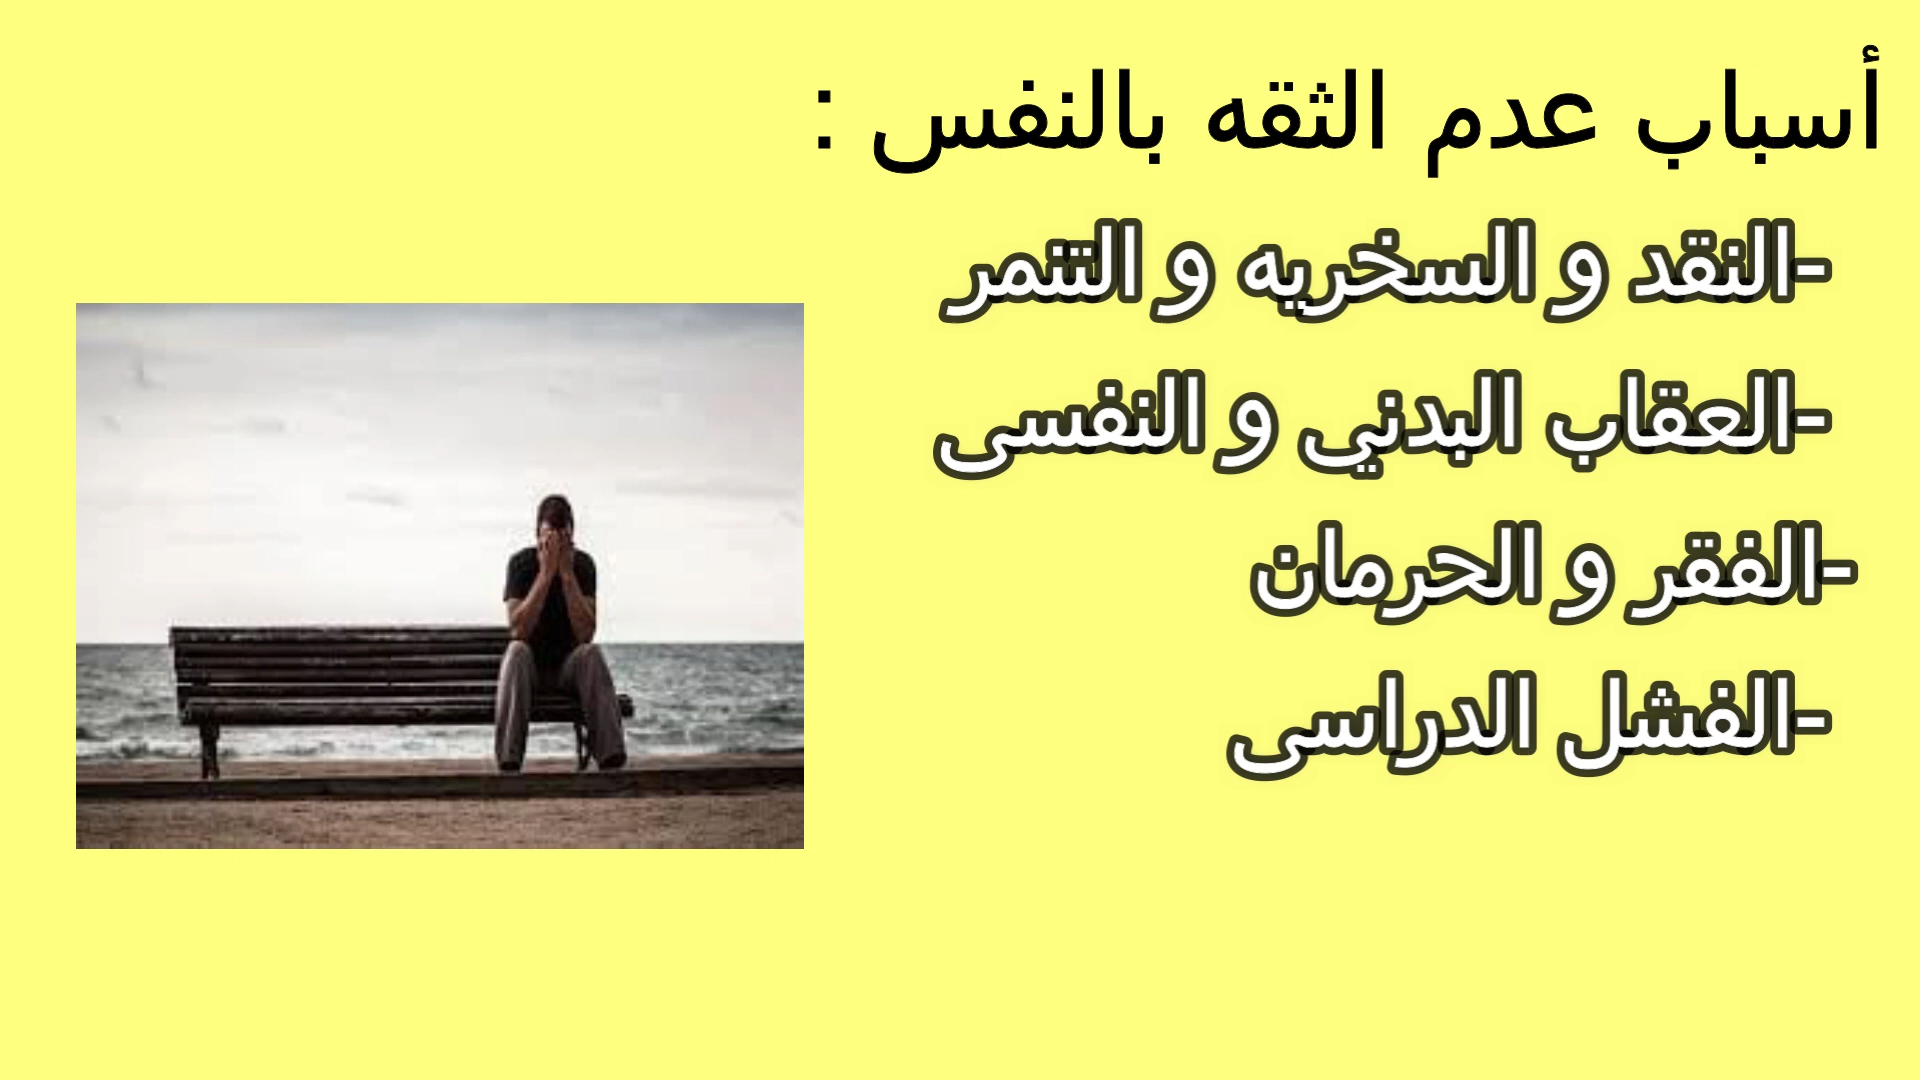 أسباب عدم الثقه بالنفس :
-النقد و السخريه و التنمر
-العقاب البدني و النفسى
-الفقر و الحرمان
-الفشل الدراسى